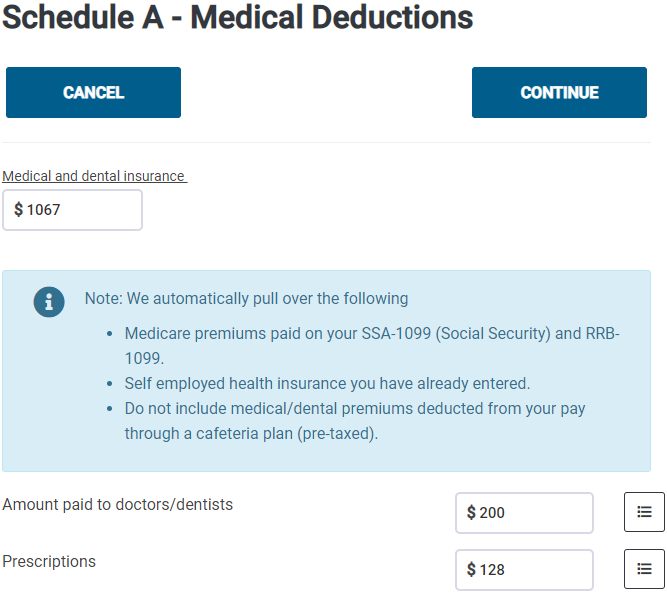 Schedule A - Medical Deductions
CANCEL
CONTINUE
Medical and dental insurance
$ 1067
Note: We automatically pull over the following
• Medicare premiums paid on your SSA-1099 (Social Security) and RRB-
1099.
• Self employed health insurance you have already entered.
• Do not include medical/dental premiums deducted from your pay
through a cafeteria plan (pre-taxed).
Amount paid to doctors/dentists
$ 200
Prescriptions
$ 128